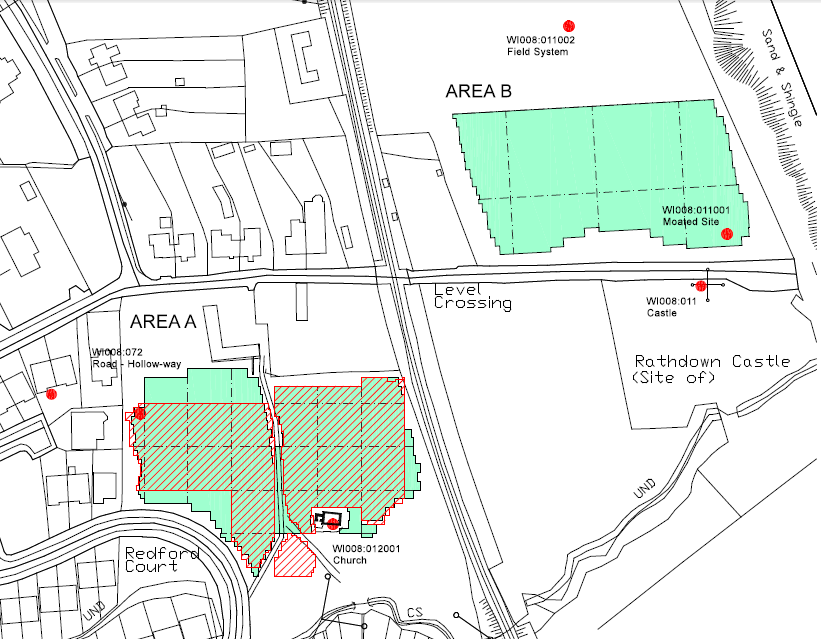 WI008:011002
Field System
Sand & Shingle
AREA B
WI008:011001
Moated Site
Level
Crossing
WI008:011
Castle
AREA A
Rathdown Castle
(Site of)
WI008:072
Road - Hollow-way
UND
WI008:012001
Church
Redford
Court
UND
CS